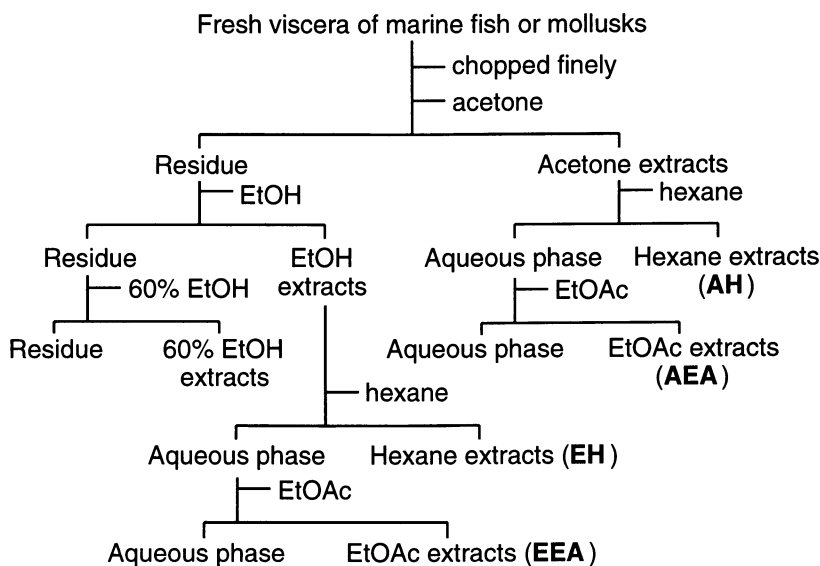 Fresh viscera of marine fish or mollusks
chopped finely
acetone
Residue
Acetone extracts
EtOH
hexane
Residue
EtOH
extracts
Aqueous phase
Hexane extracts
(AH)
60% EtOH
EtOAc
Residue
60% EtOH
extracts
Aqueous phase
EtOAc extracts
(AEA)
hexane
Aqueous phase
Hexane extracts (EH)
EtOAc
Aqueous phase
EtOAc extracts (EEA)